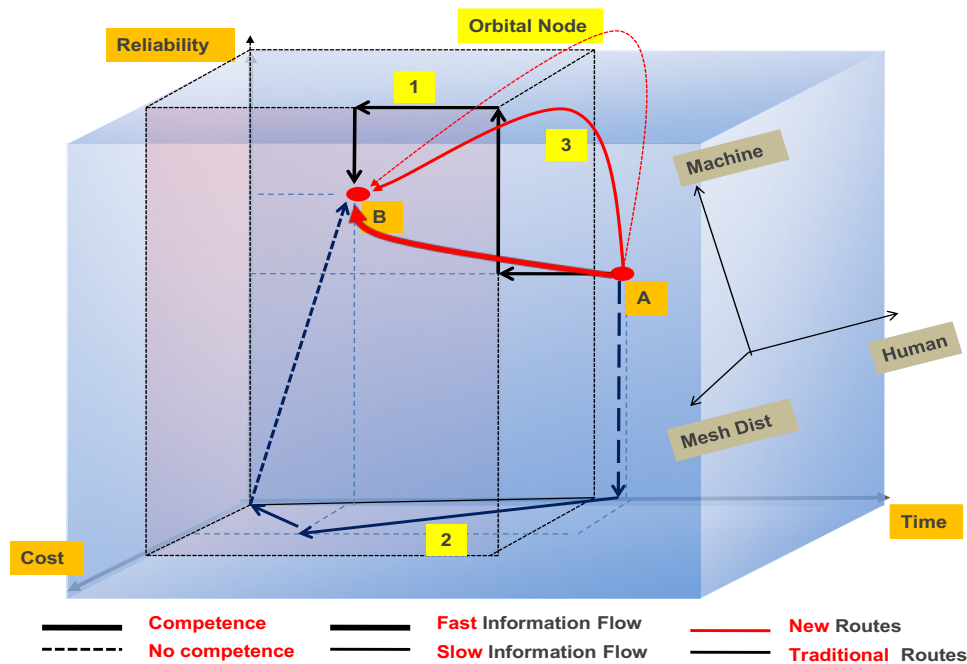 Orbital Node
Reliability
1
3
Machine
B
A
Human
Mesh Dist
Time
2
Cost
Competence
Fast Information Flow
New Routes
No competence
Slow Information Flow
Traditional Routes